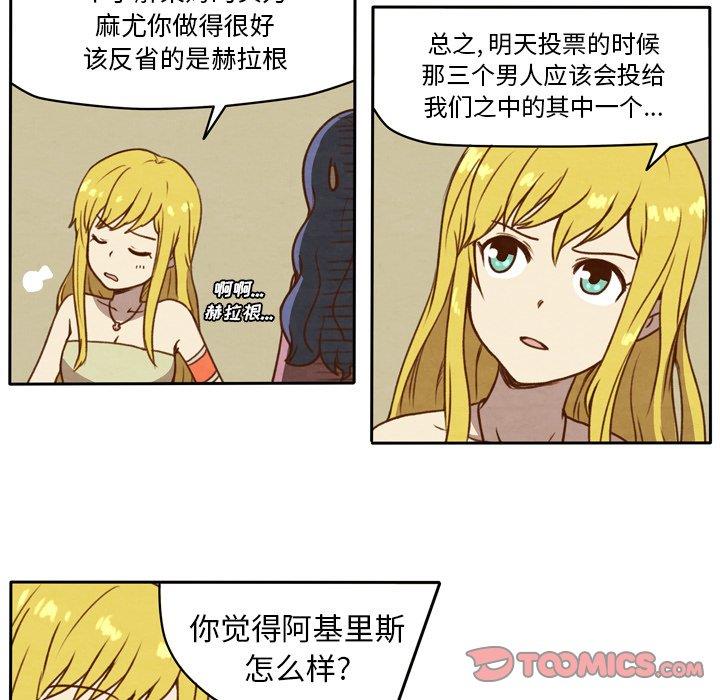 麻尤你做得很好
该反省的是赫拉根
啊啊...
赫拉根...
总之, 明天投票的时候
那三个男人应该会投给
我们之中的其中一个...
你觉得阿基里斯
怎么样?
TOOMICS.COM